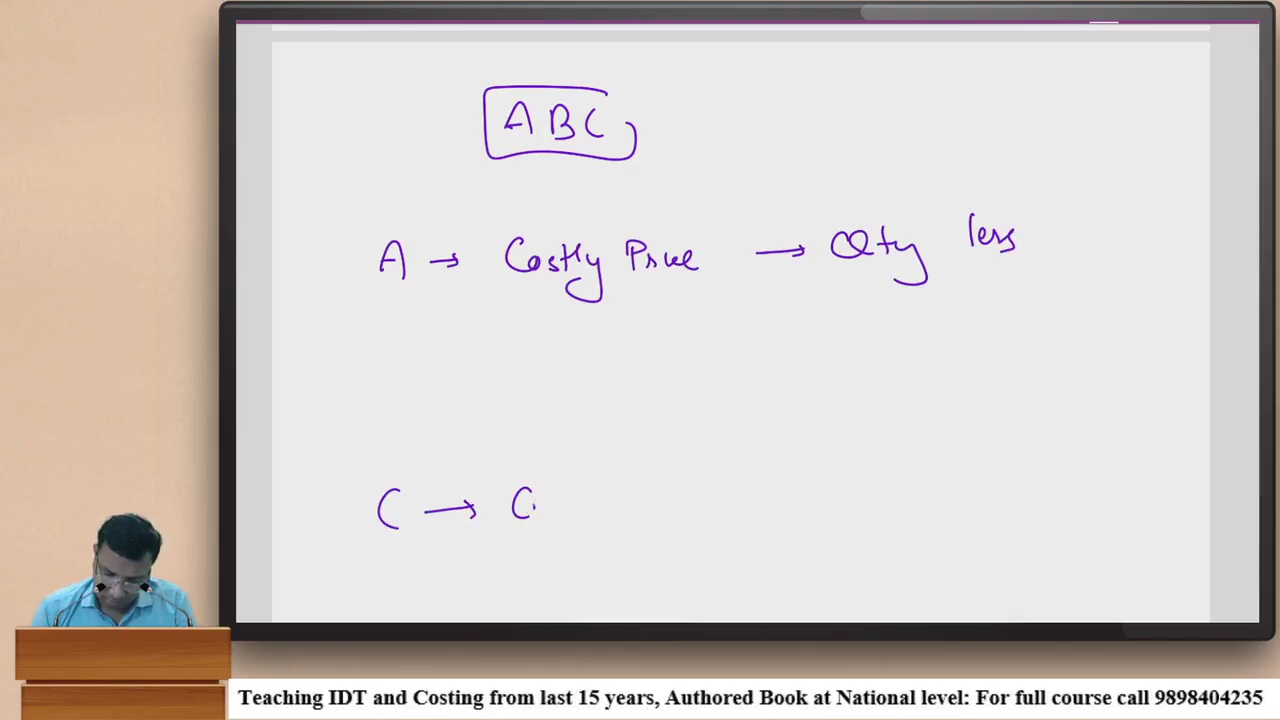 ABC
A → Costly Price → Qty less
C → C
Teaching IDT and Costing from last 15 years, Authored Book at National level: For full course call 9898404235